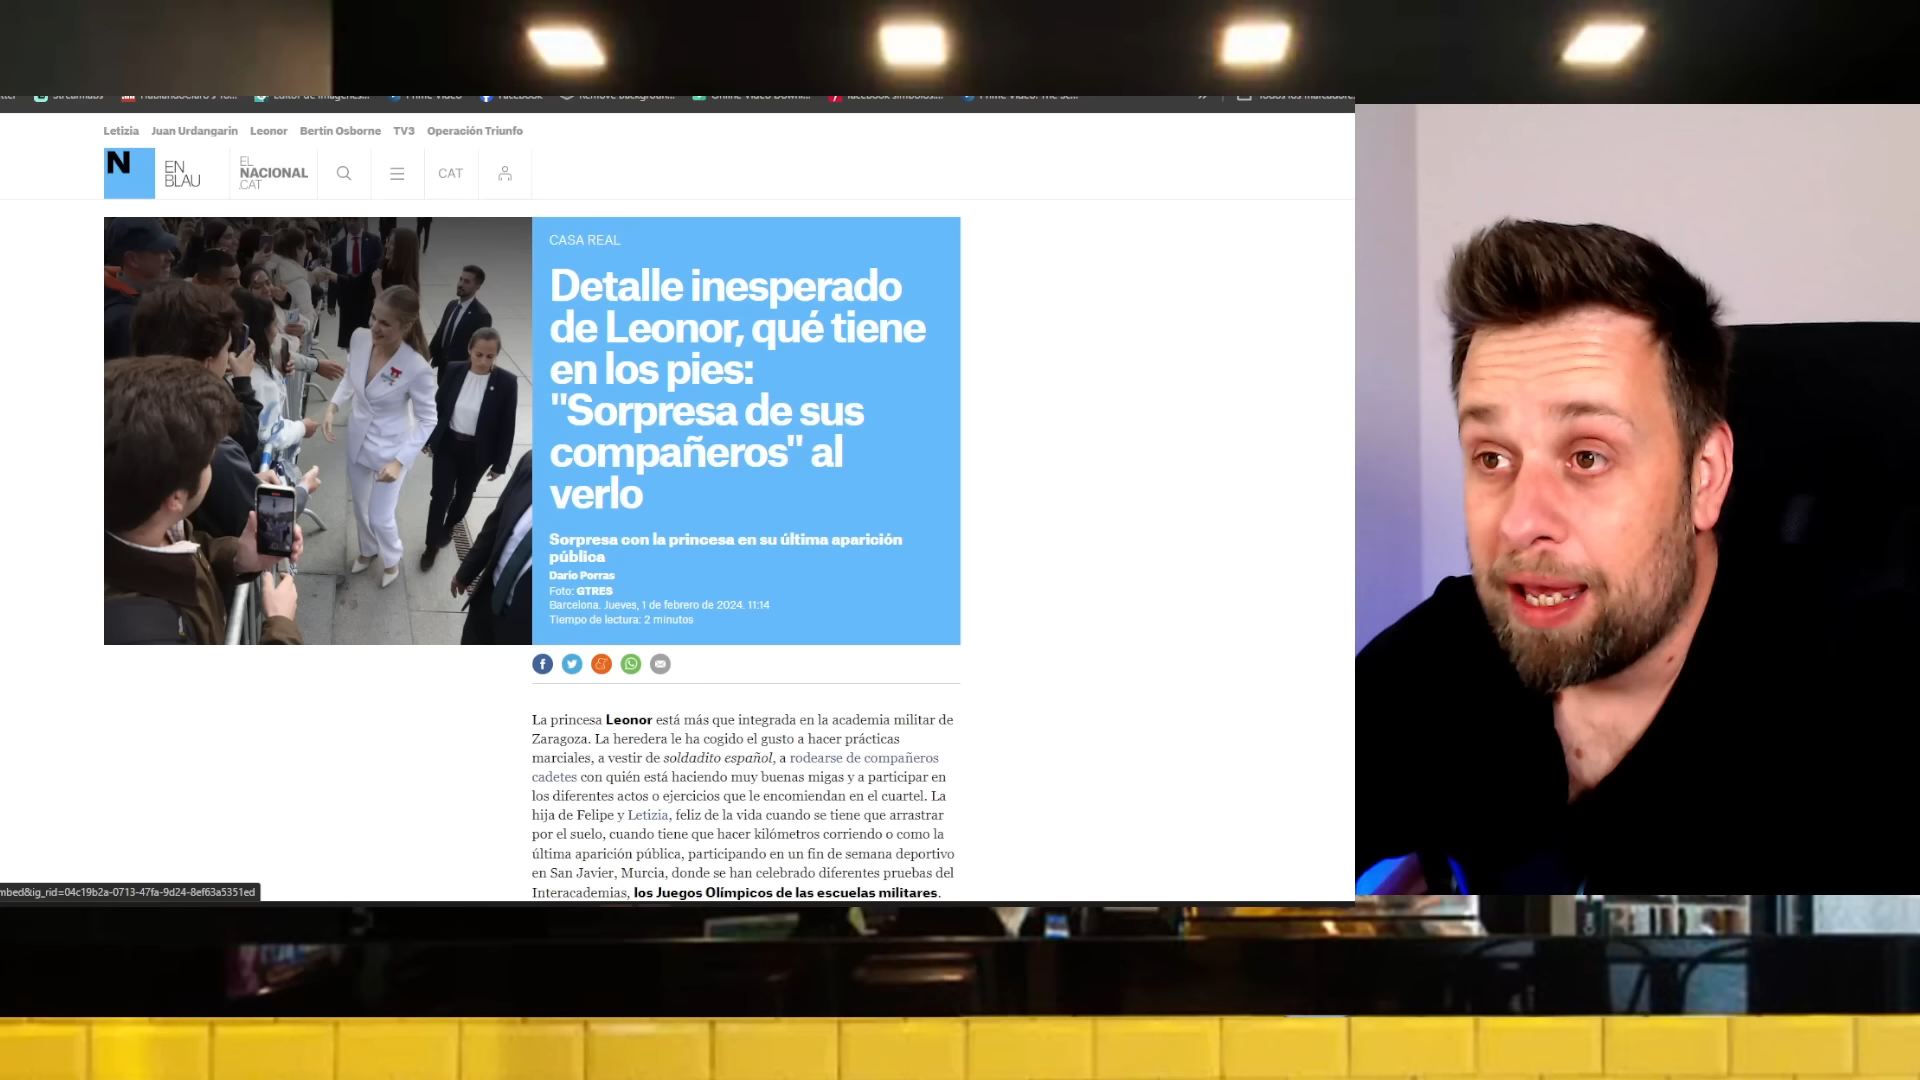 Streamlabs
Prime Video
Facebook
Letizia Juan Urdangarin Leonor Bertín Osborne TV3 Operación Triunfo
N
EN
BLAU
EL
NACIONAL
.CAT
CAT
CASA REAL
Detalle inesperado
de Leonor, qué tiene
en los pies:
"Sorpresa de sus
compañeros" al
verlo
Sorpresa con la princesa en su última aparición
pública
Dario Porras
Foto: GTRES
Barcelona. Jueves, 1 de febrero de 2024. 11:14
Tiempo de lectura: 2 minutos
La princesa Leonor está más que integrada en la academia militar de
Zaragoza. La heredera le ha cogido el gusto a hacer prácticas
marciales, a vestir de soldadito español, a rodearse de compañeros
cadetes con quién está haciendo muy buenas migas y a participar en
los diferentes actos o ejercicios que le encomiendan en el cuartel. La
hija de Felipe y Letizia, feliz de la vida cuando se tiene que arrastrar
por el suelo, cuando tiene que hacer kilómetros corriendo o como la
última aparición pública, participando en un fin de semana deportivo
en San Javier, Murcia, donde se han celebrado diferentes pruebas del
Interacademias, los Juegos Olímpicos de las escuelas militares.
mbed&ig_rid=04c19b2a-0713-47fa-9d24-8ef63a5351ed